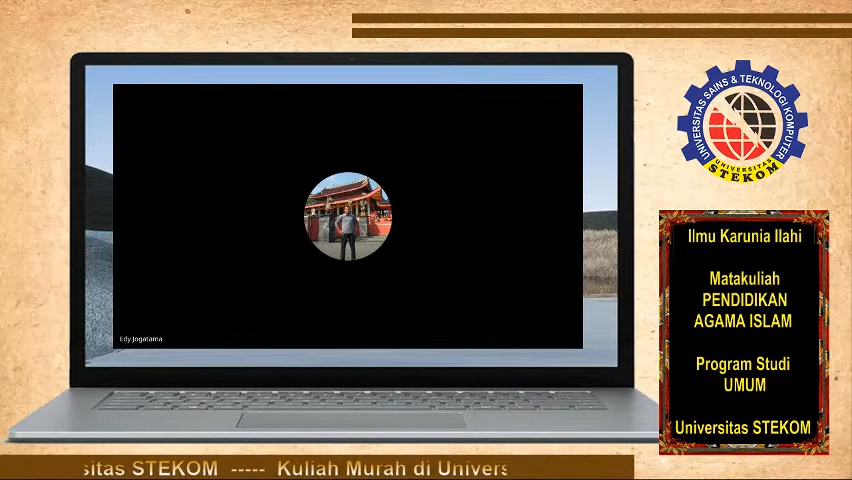 UNIVERSITAS SAINS & TEKNOLOGI KOMPUTER
UNIVERSITAS
STEKOM
Ilmu Karunia Ilahi
Matakuliah
PENDIDIKAN
AGAMA ISLAM
Program Studi
UMUM
Universitas STEKOM
Edy Jogatama
sitas STEKOM ----- Kuliah Murah di Univers